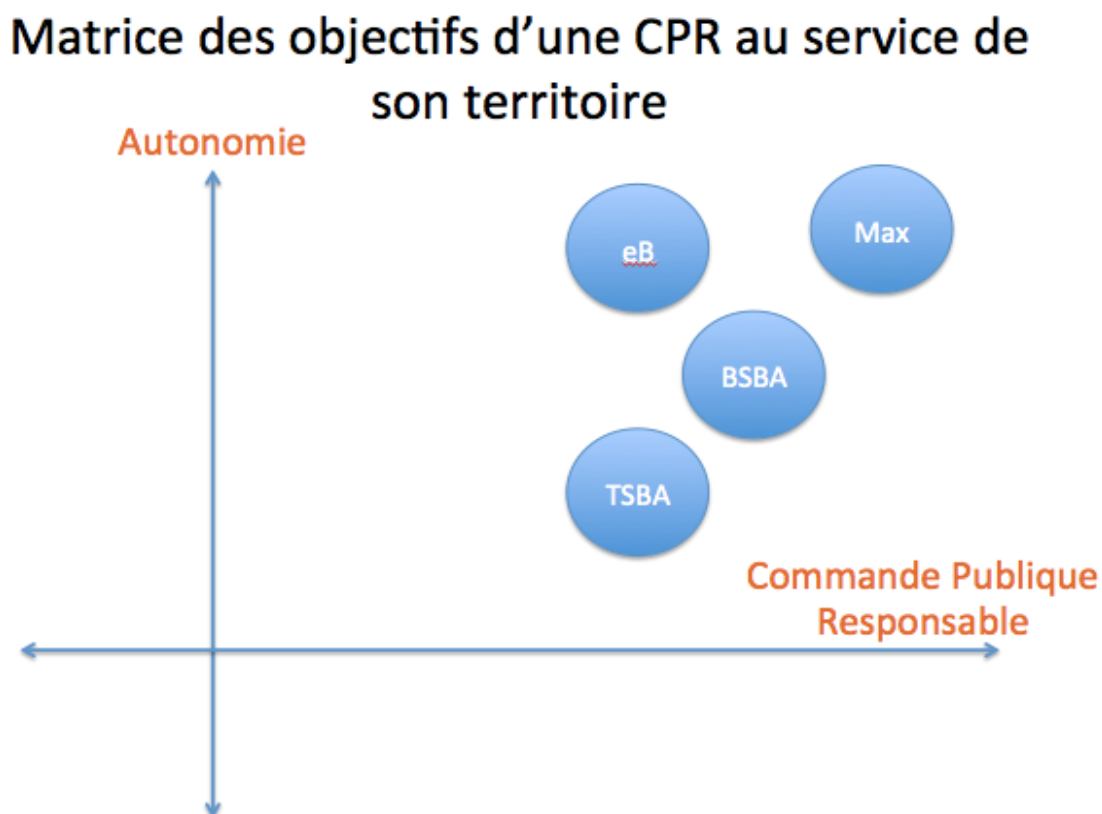 Matrice des objectifs d’une CPR au service de
son territoire
Autonomie
Max
eB
BSBA
TSBA
Commande Publique
Responsable